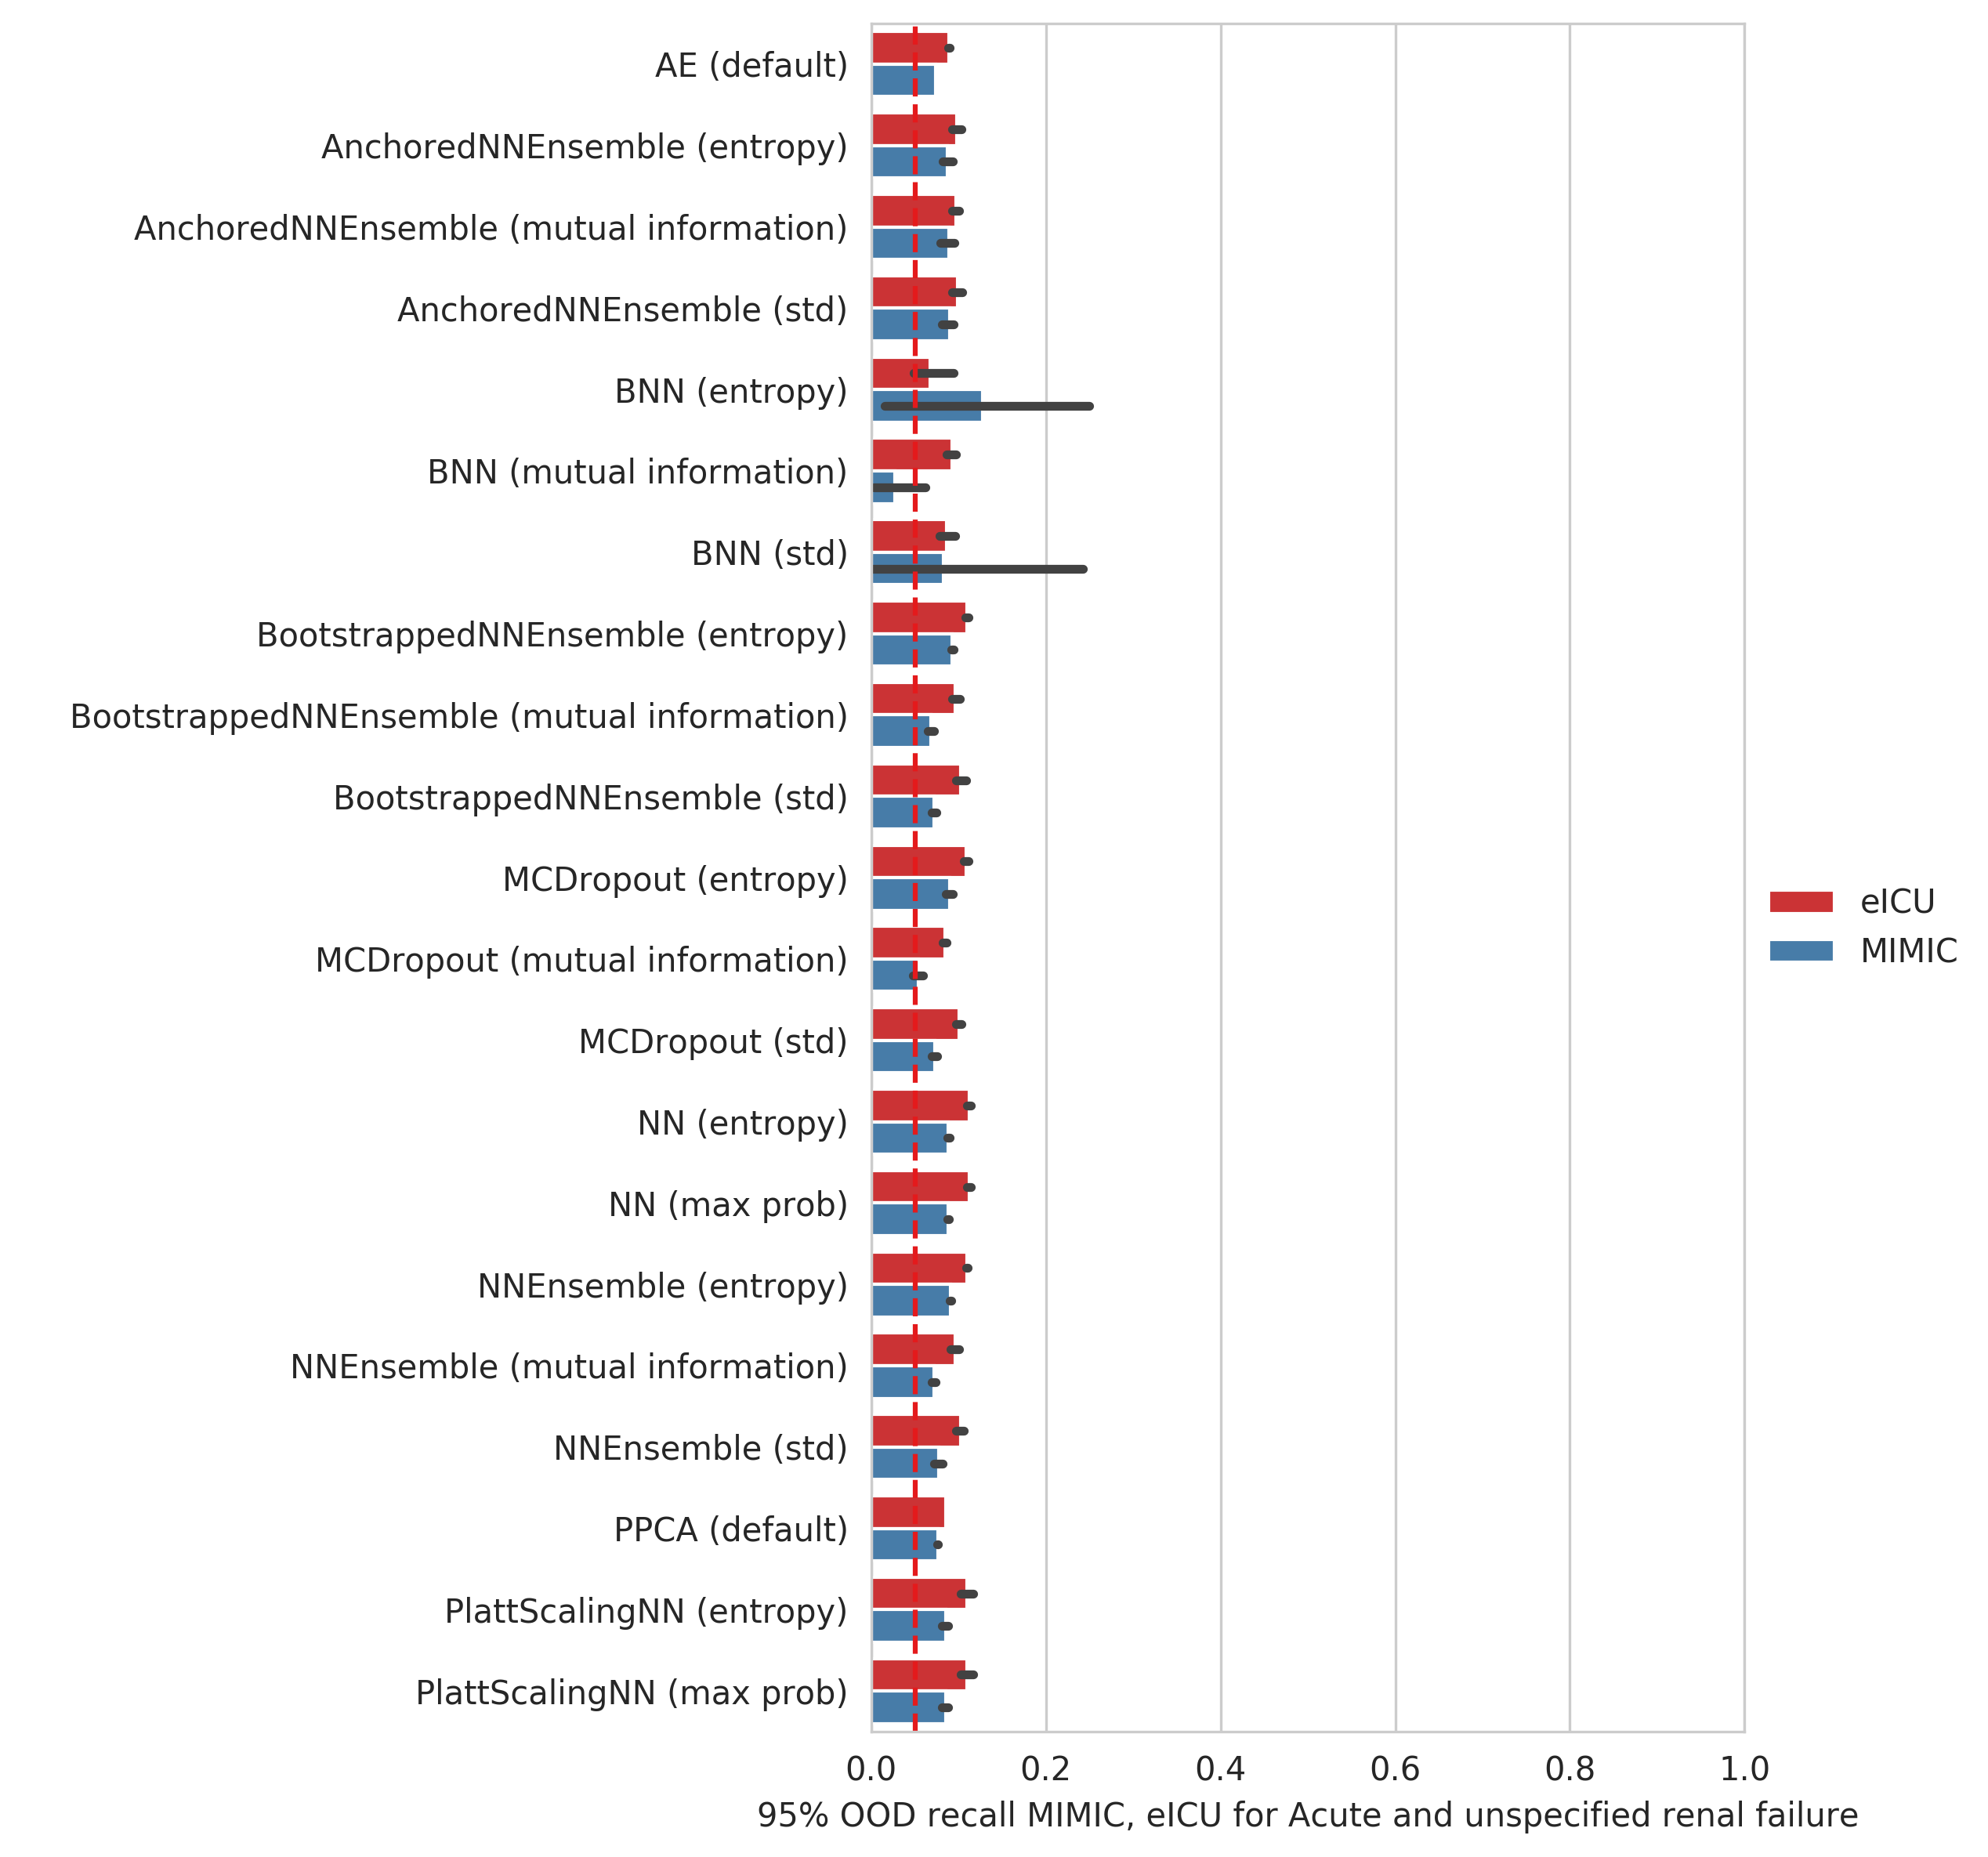 AE (default)
AnchoredNNEnsemble (entropy)
AnchoredNNEnsemble (mutual information)
AnchoredNNEnsemble (std)
BNN (entropy)
BNN (mutual information)
BNN (std)
BootstrappedNNEnsemble (entropy)
BootstrappedNNEnsemble (mutual information)
BootstrappedNNEnsemble (std)
MCDropout (entropy)
MCDropout (mutual information)
MCDropout (std)
NN (entropy)
NN (max prob)
NNEnsemble (entropy)
NNEnsemble (mutual information)
NNEnsemble (std)
PPCA (default)
PlattScalingNN (entropy)
PlattScalingNN (max prob)
eICU
MIMIC
0.0 0.2 0.4 0.6 0.8 1.0
95% OOD recall MIMIC, eICU for Acute and unspecified renal failure